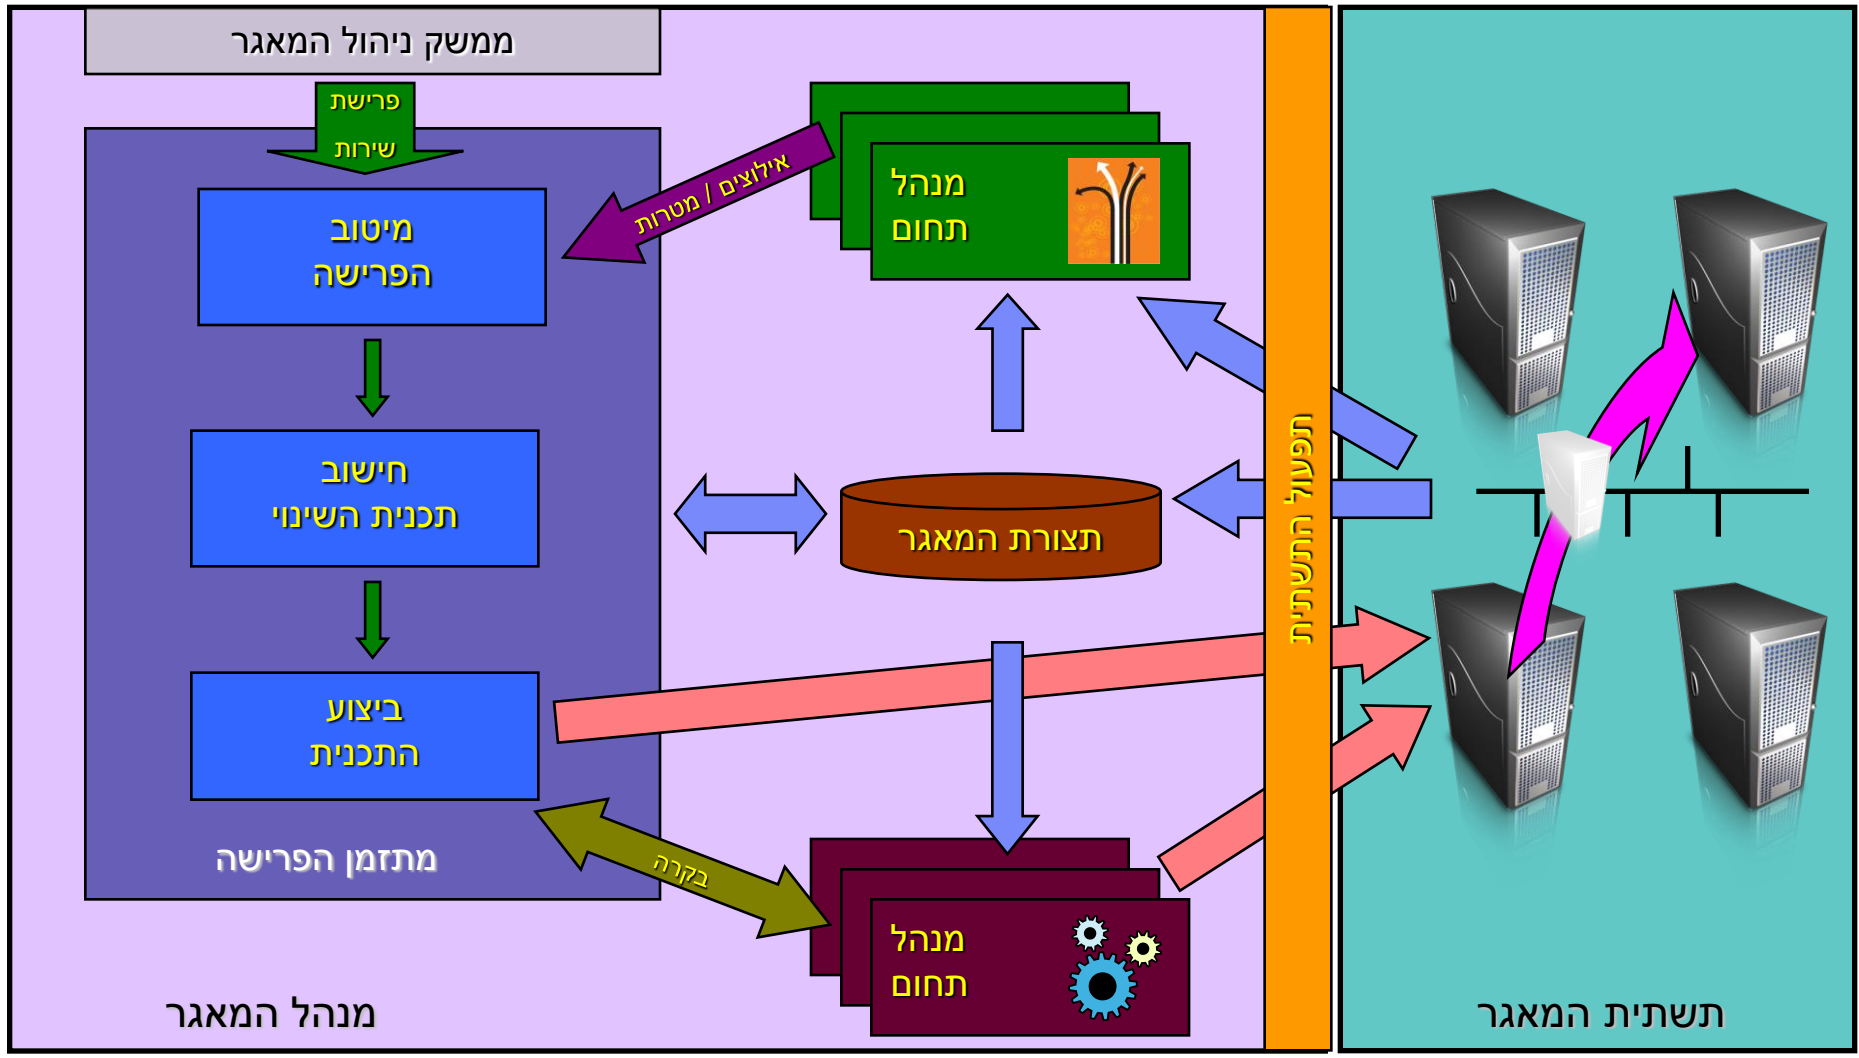 ממשק ניהול המאגר
פרישת
שירות
מיטוב
הפרישה
אילוצים / מטרות
מנהל
תחום
חישוב
תכנית השינוי
תצורת המאגר
תפעול התשתית
ביצוע
התכנית
מתזמן הפרישה
בקרה
מנהל
תחום
מנהל המאגר
תשתית המאגר